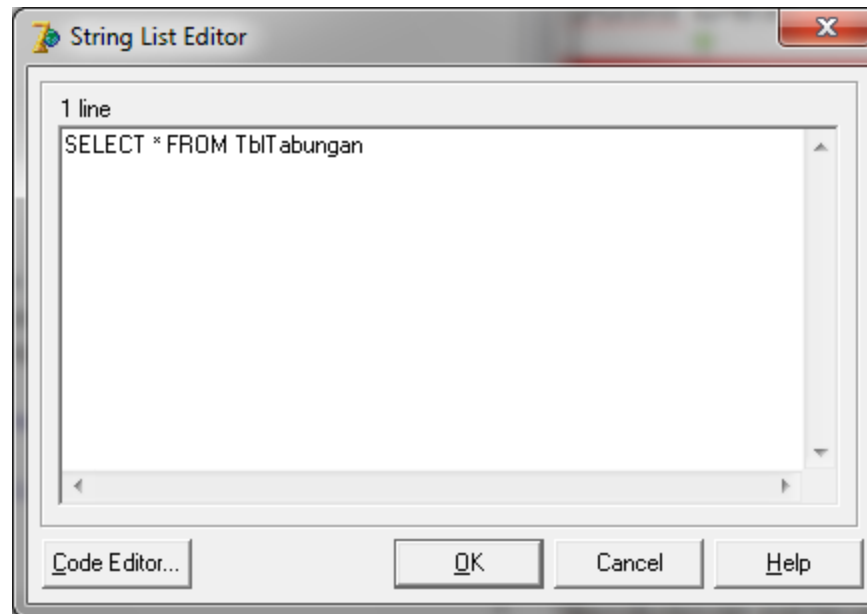 String List Editor
1 line
SELECT * FROM TblTabungan
Code Editor...
OK
Cancel
Help